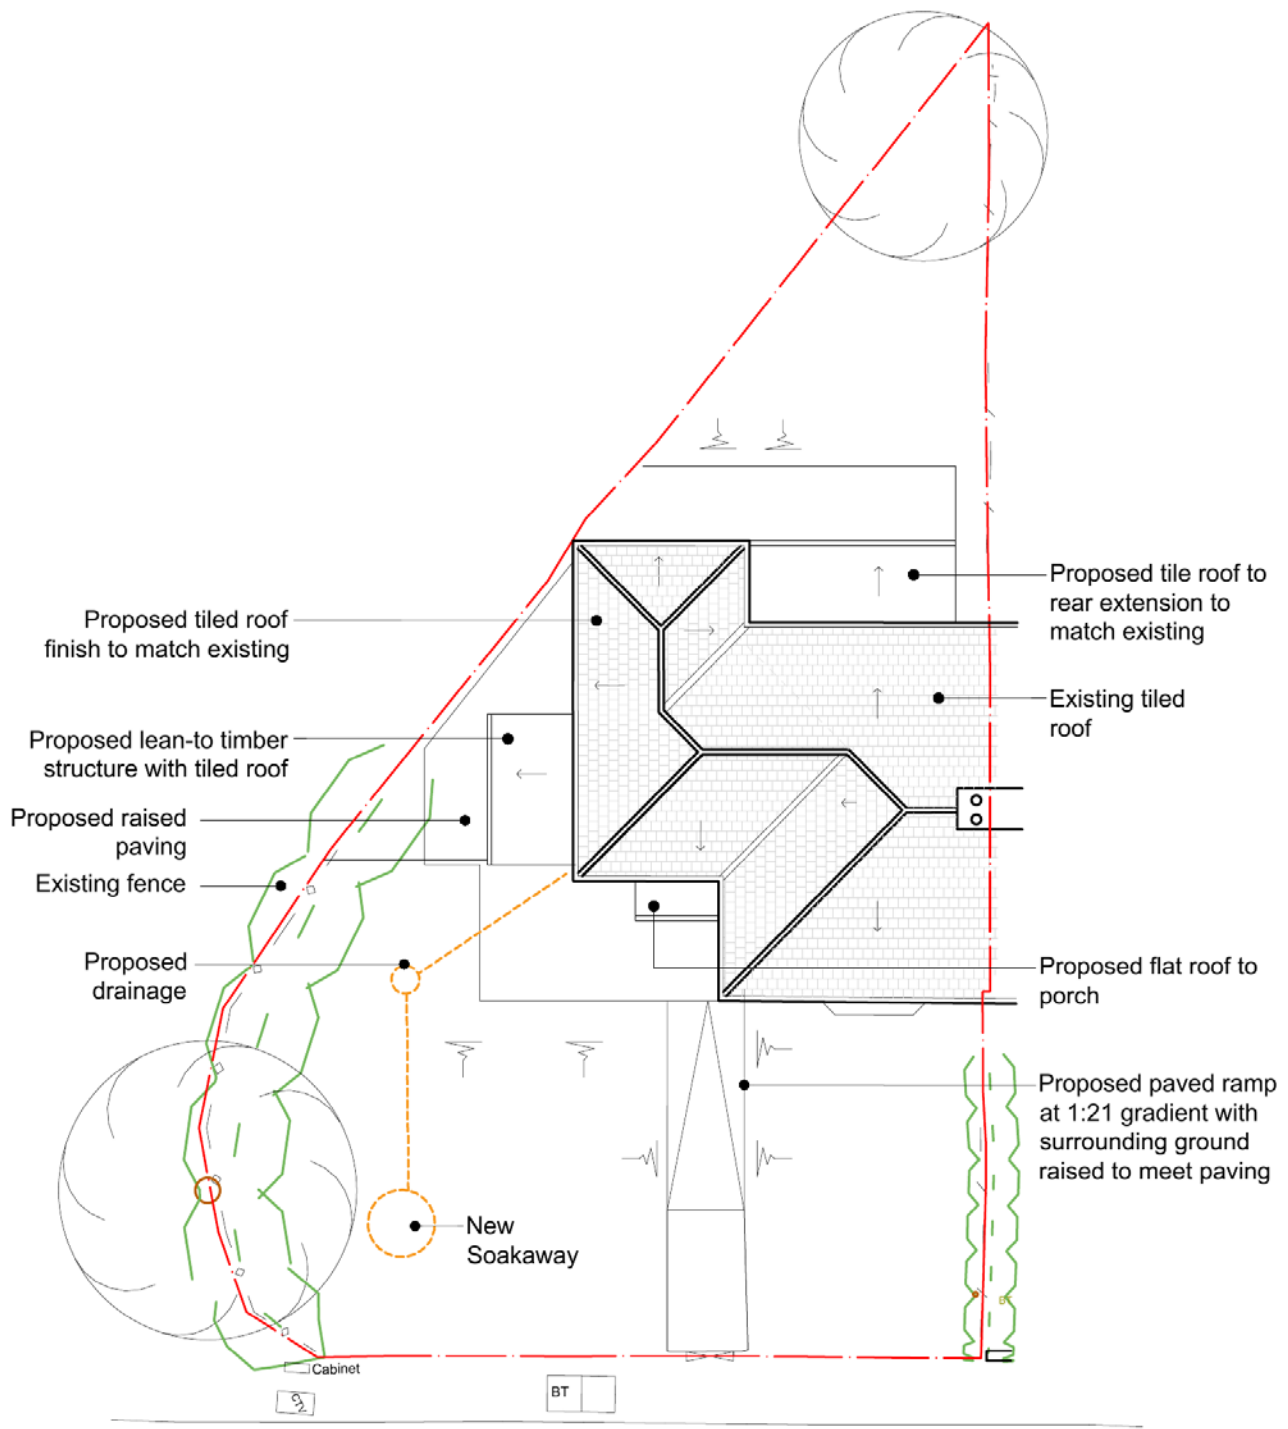 Proposed tile roof to
rear extension to
match existing
Proposed tiled roof
finish to match existing
Existing tiled
roof
Proposed lean-to timber
structure with tiled roof
Proposed raised
paving
Existing fence
Proposed
drainage
Proposed flat roof to
porch
Proposed paved ramp
at 1:21 gradient with
surrounding ground
raised to meet paving
New
Soakaway
BT
Cabinet
BT